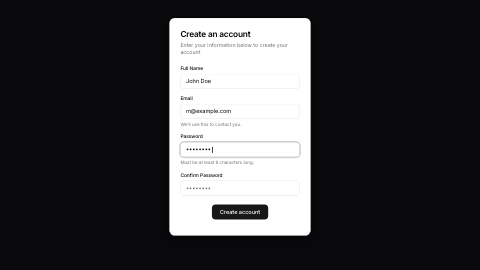 Create an account
Enter your information below to create your
account
Full Name
John Doe
Email
m@example.com
We'll use this to contact you.
Password
••••••••
Must be at least 8 characters long.
Confirm Password
••••••••
Create account